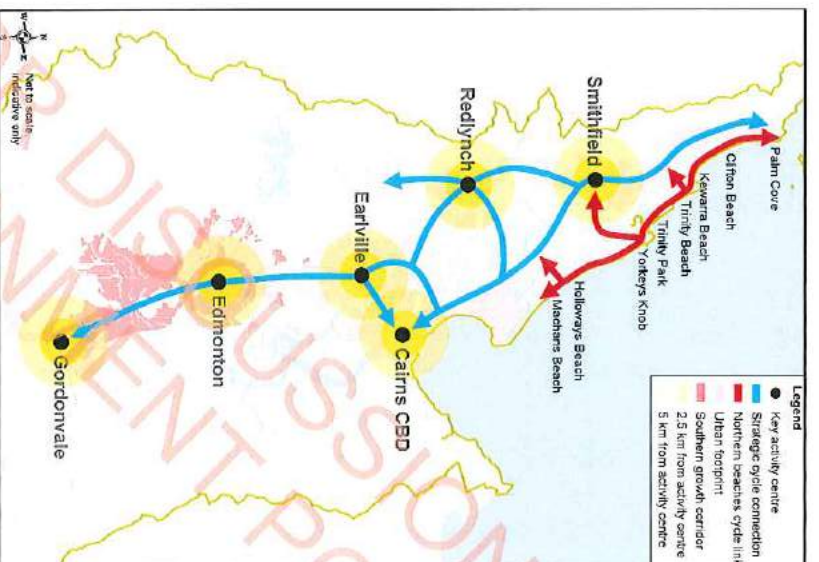 Palm Cove
Clifton Beach
Kewarra Beach
Trinity Beach
Trinity Park
Yorkeys Knob
Holloways Beach
Machans Beach
Smithfield
Redlynch
Earlville
Cairns CBD
Edmonton
Gordonvale
Legend
Key activity centre
Strategic cycle connection
Northern beaches cycle link
Urban footprint
Southern growth corridor
2.5 km from activity centre
5 km from activity centre
N
W
E
Not to scale
indicative only
DISCUSSION